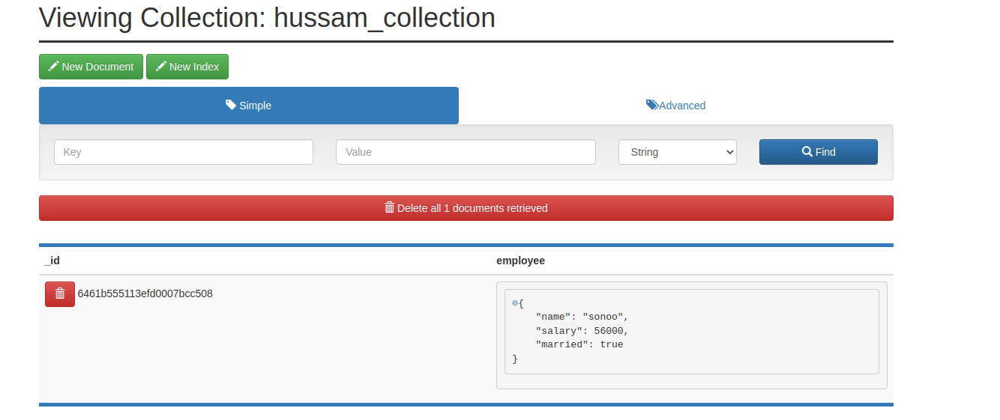 Viewing Collection: hussam_collection
New Document New Index
Simple Advanced
Key Value String Find
Delete all 1 documents retrieved
_id employee
6461b555113efd0007bcc508
{
"name": "sonoo",
"salary": 56000,
"married": true
}